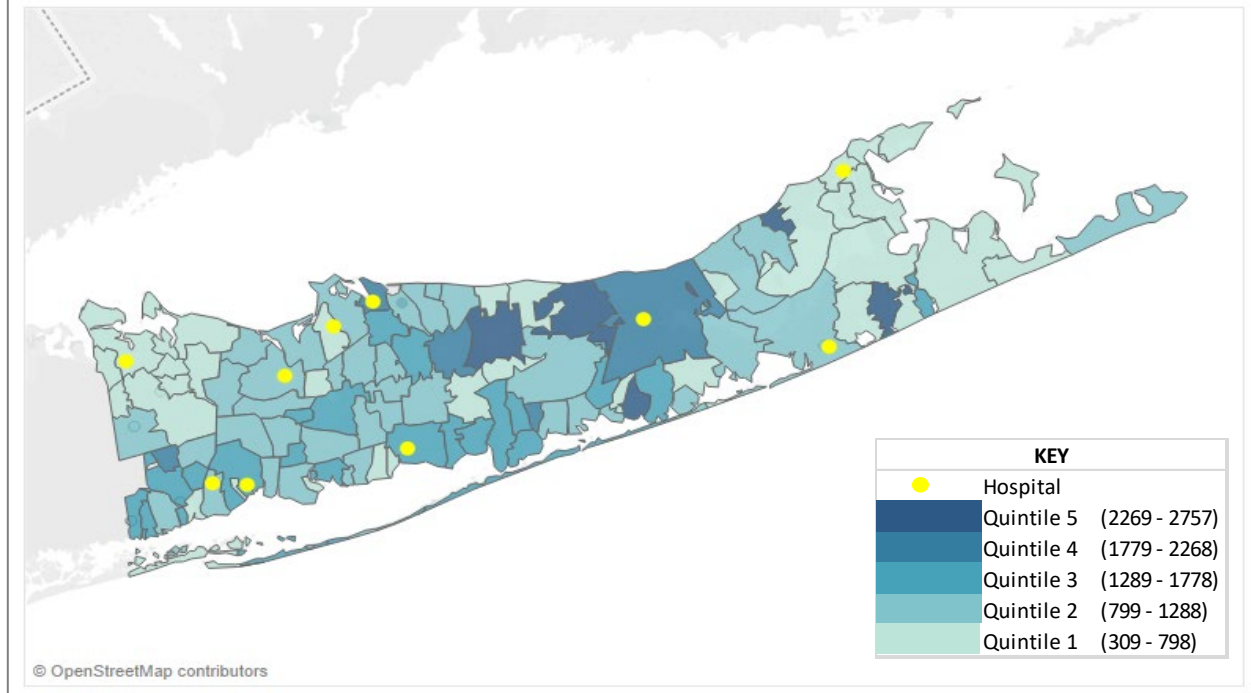 KEY
Hospital
Quintile 5 (2269 - 2757)
Quintile 4 (1779 - 2268)
Quintile 3 (1289 - 1778)
Quintile 2 (799 - 1288)
Quintile 1 (309 - 798)
© OpenStreetMap contributors